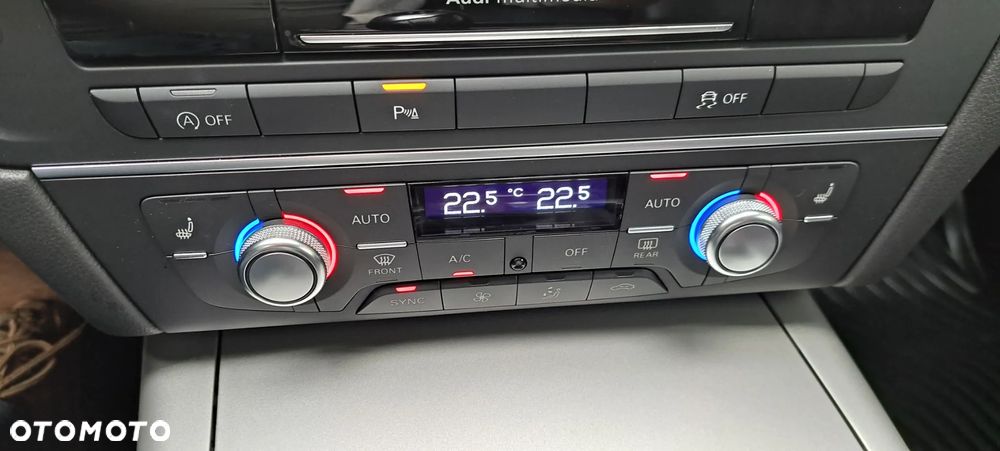 Audi multimedia
A OFF
P
OFF
22.5 °C 22.5
AUTO
AUTO
FRONT
A/C
OFF
REAR
SYNC
OTOMOTO